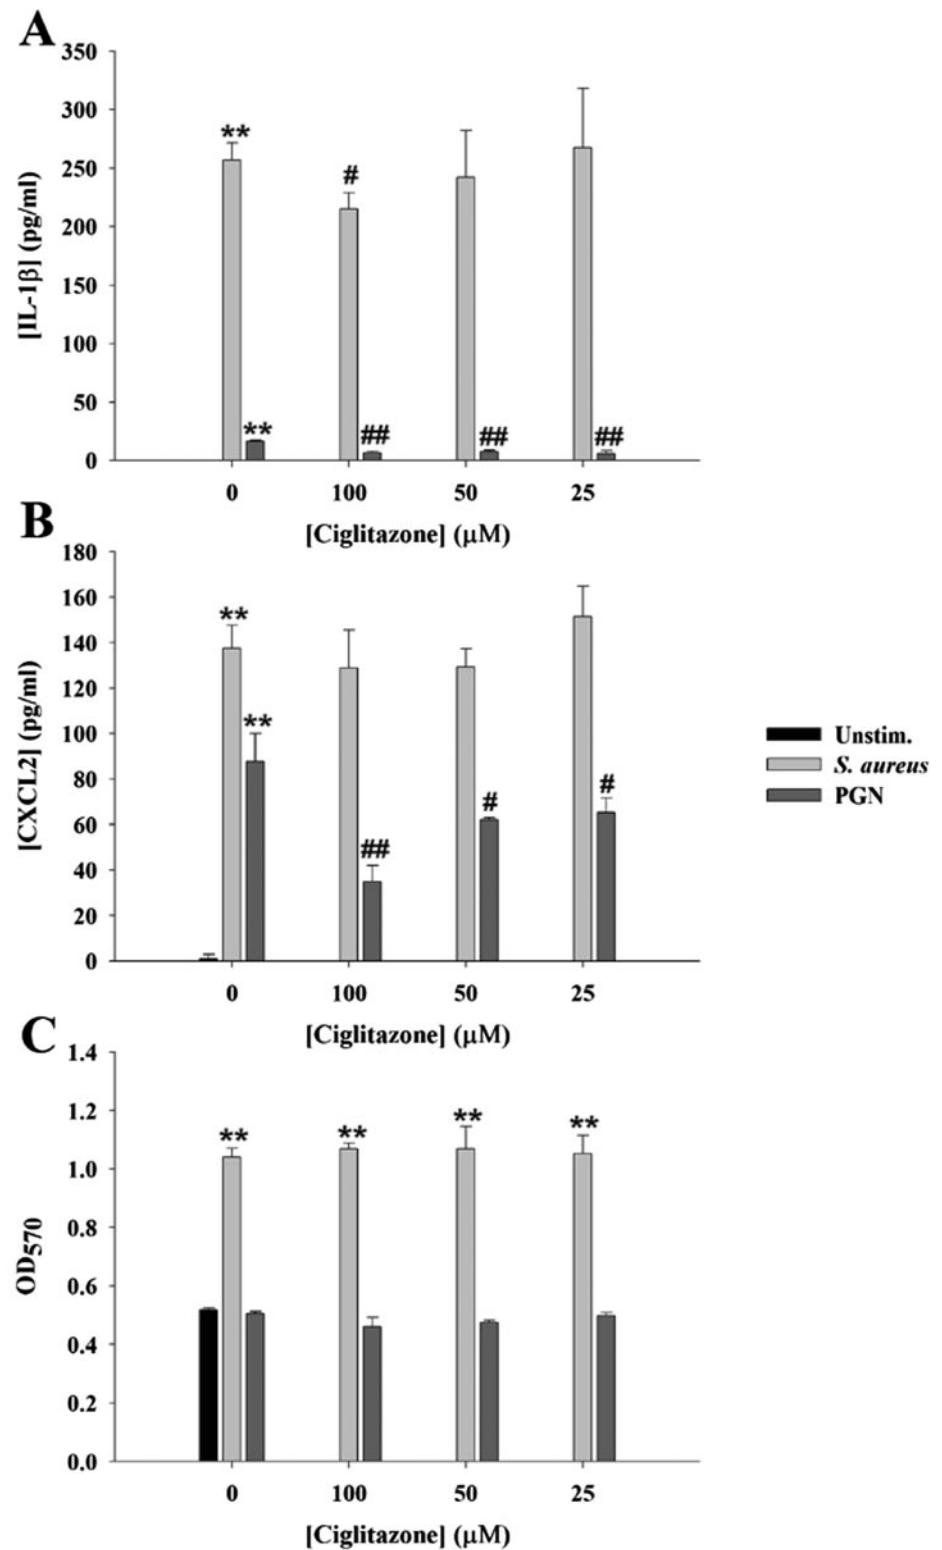 A
350
300
250
200
150
100
50
0
[IL-1β] (pg/ml)
**
**
#
##
##
##
0 100 50 25
[Ciglitazone] (μM)
B
180
160
140
120
100
80
60
40
20
0
[CXCL2] (pg/ml)
**
**
##
#
#
0 100 50 25
[Ciglitazone] (μM)
Unstim.
S. aureus
PGN
C
1.4
1.2
1.0
0.8
0.6
0.4
0.2
0.0
OD570
**
**
**
**
0 100 50 25
[Ciglitazone] (μM)